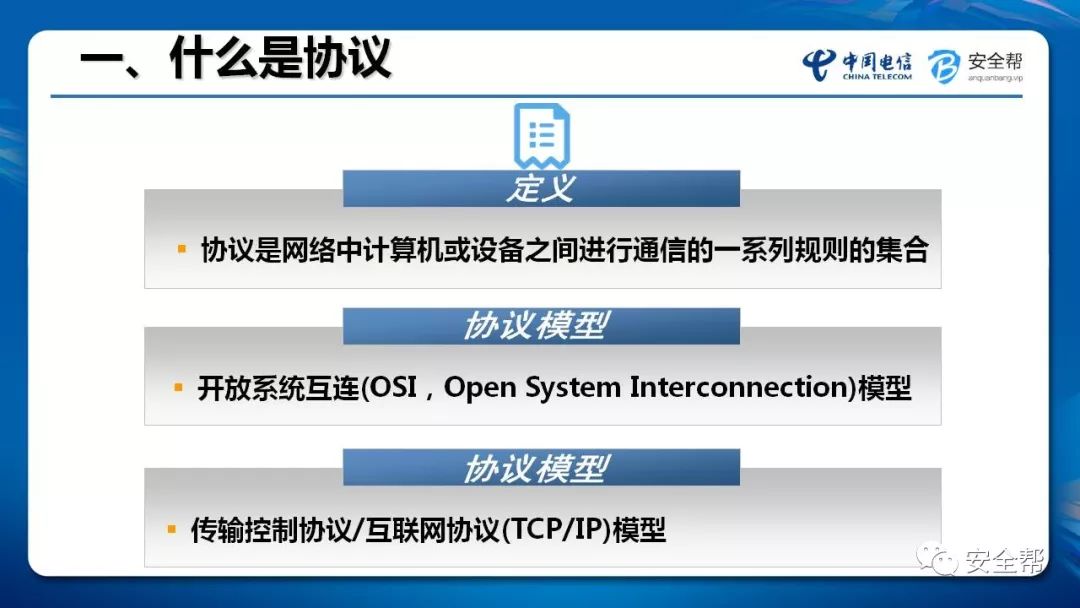 一、什么是协议
中国电信
CHINA TELECOM
安全帮
anquanbang.vip
定义
协议是网络中计算机或设备之间进行通信的一系列规则的集合
协议模型
开放系统互连(OSI，Open System Interconnection)模型
协议模型
传输控制协议/互联网协议(TCP/IP)模型
安全帮